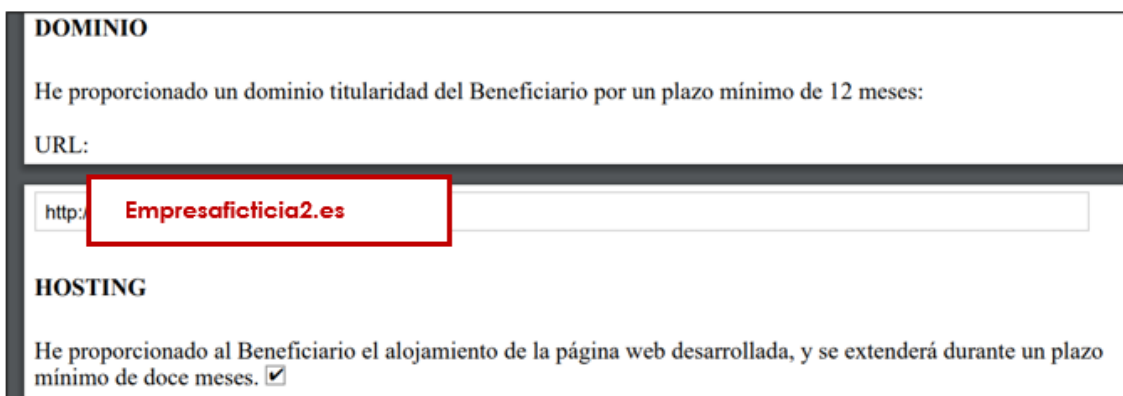 DOMINIO
He proporcionado un dominio titularidad del Beneficiario por un plazo mínimo de 12 meses:
URL:
http:/
Empresaficticia2.es
HOSTING
He proporcionado al Beneficiario el alojamiento de la página web desarrollada, y se extenderá durante un plazo
mínimo de doce meses. ☑